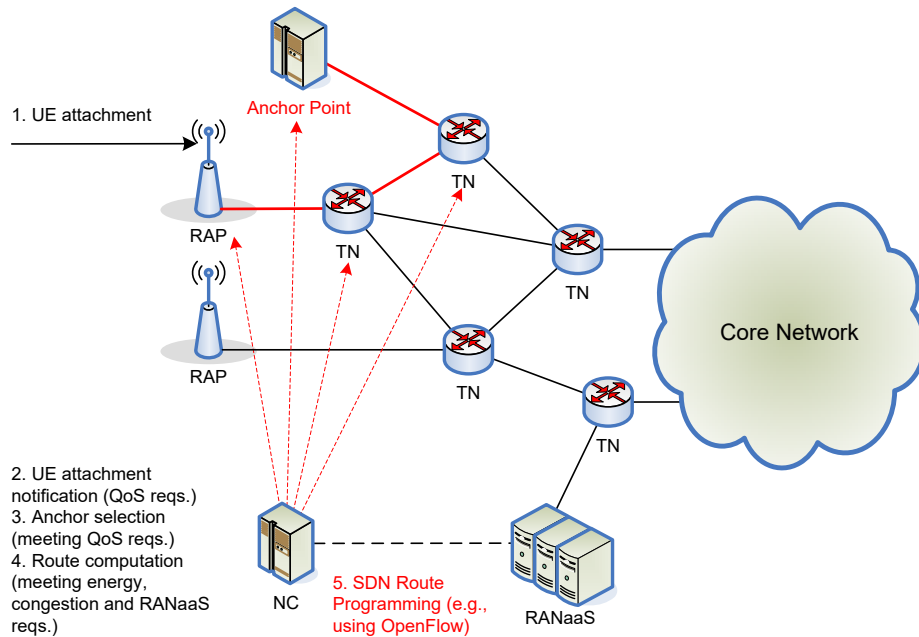 Anchor Point
1. UE attachment
TN
RAP
TN
TN
Core Network
RAP
TN
TN
2. UE attachment
notification (QoS reqs.)
3. Anchor selection
(meeting QoS reqs.)
4. Route computation
(meeting energy,
congestion and RANaaS
reqs.)
NC
5. SDN Route
Programming (e.g.,
using OpenFlow)
RANaaS